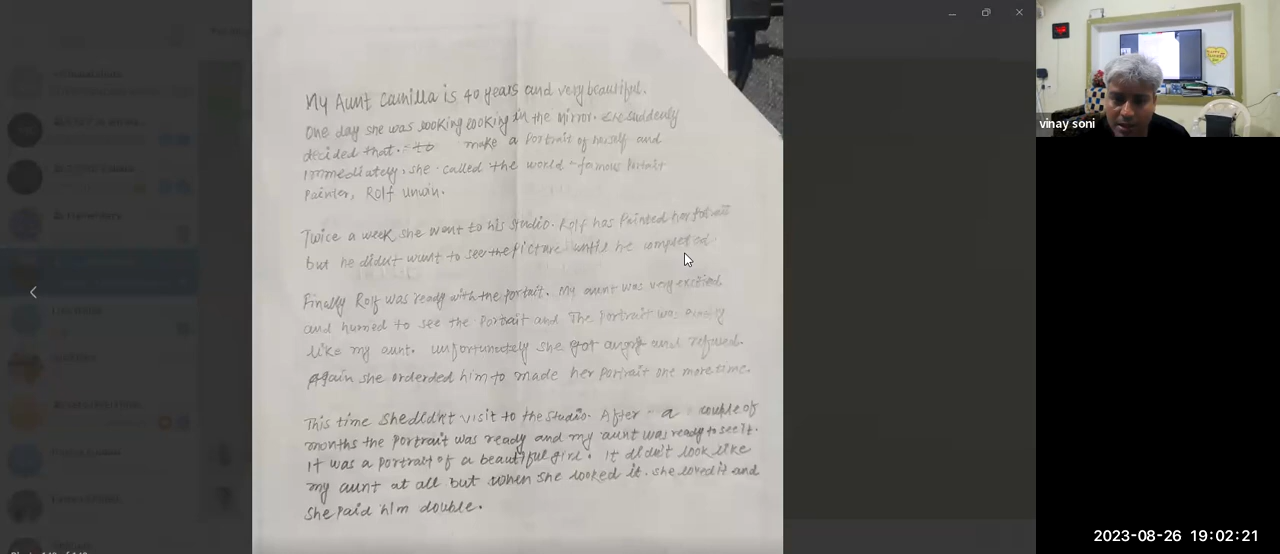 My Aunt Camilla is 40 years and very beautiful.
One day she was looking looking in the mirror. she suddenly
decided that. to make a Portrait of herself and
immediately, she called the world-famous Portrait
Painter, Rolf Unwin.
Twice a week she went to his studio. Rolf has Painted her Portrait
but he didn't want to see the Picture until he completed
Finally Rolf was ready with the Portrait. My aunt was very excited
and hurried to see the Portrait and The Portrait was
like my aunt. unfortunately she got angry and refused.
Again she orderded him to made her Portrait one more time.
This time she didn't visit to the Studio. After a couple of
months the Portrait was ready and my aunt was ready to see it.
It was a Portrait of a beautiful girl. It didn't look like
my aunt at all but when she looked it. she loved it and
she Paid him double.
vinay soni
2023-08-26 19:02:21